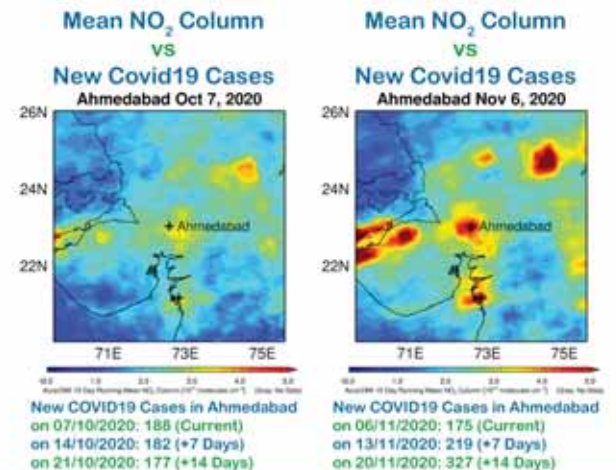 Mean NO₂ Column
vs
New Covid19 Cases
Ahmedabad Oct 7, 2020
26N
24N
22N
Ahmedabad
71E
73E
75E
New COVID19 Cases in Ahmedabad
on 07/10/2020: 188 (Current)
on 14/10/2020: 182 (+7 Days)
on 21/10/2020: 177 (+14 Days)
Mean NO₂ Column
vs
New Covid19 Cases
Ahmedabad Nov 6, 2020
26N
24N
22N
Ahmedabad
71E
73E
75E
New COVID19 Cases in Ahmedabad
on 06/11/2020: 175 (Current)
on 13/11/2020: 219 (+7 Days)
on 20/11/2020: 327 (+14 Days)